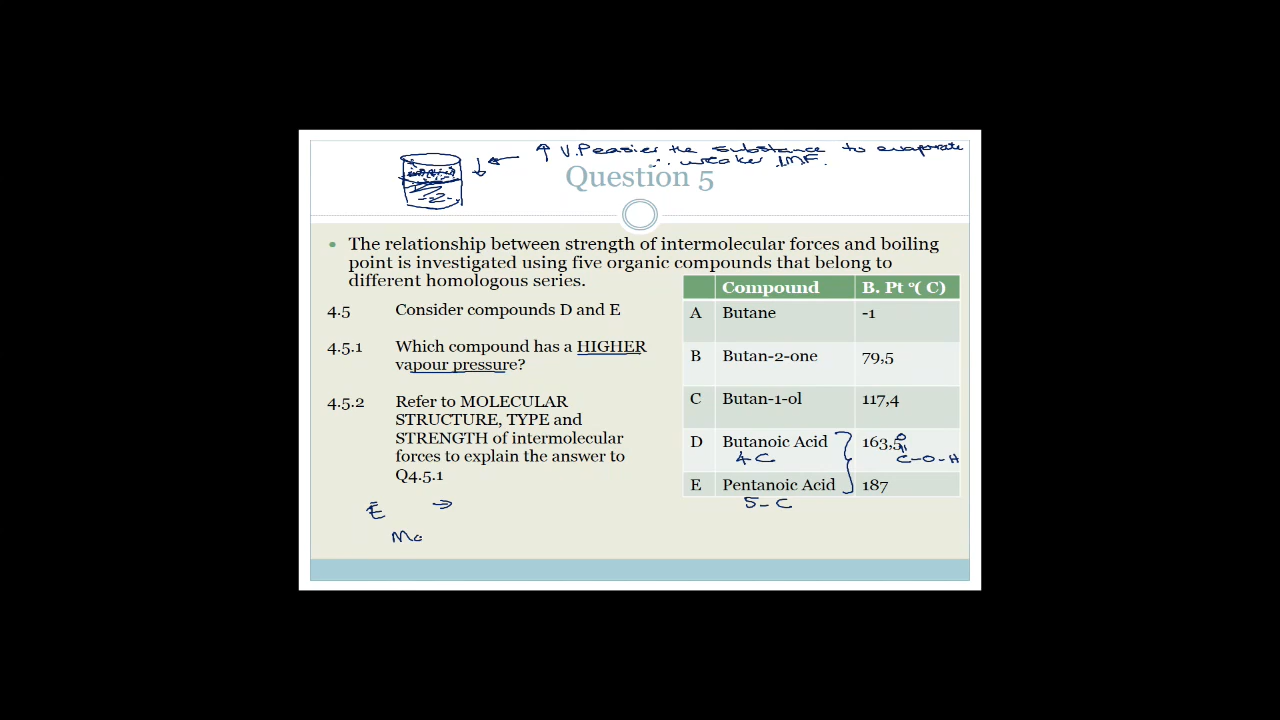 ↑ V.P easier the substance to evaporate
∴ weaker IMF.
Question 5
The relationship between strength of intermolecular forces and boiling
point is investigated using five organic compounds that belong to
different homologous series.
4.5 Consider compounds D and E
4.5.1 Which compound has a HIGHER
vapour pressure?
4.5.2 Refer to MOLECULAR
STRUCTURE, TYPE and
STRENGTH of intermolecular
forces to explain the answer to
Q4.5.1
Compound B. Pt º( C)
A Butane -1
B Butan-2-one 79,5
C Butan-1-ol 117,4
D Butanoic Acid 163,5
4 C
O
||
C-O-H
E Pentanoic Acid 187
5-C
E →
Mo